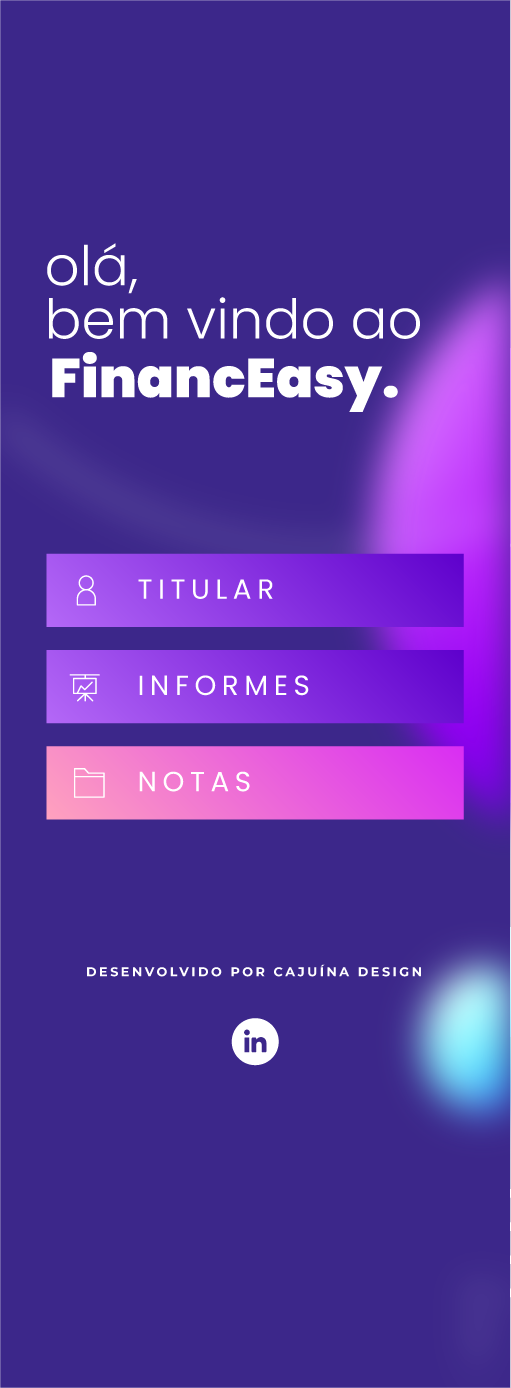 olá,
bem vindo ao
FinancEasy.
TITULAR
INFORMES
NOTAS
DESENVOLVIDO POR CAJUÍNA DESIGN
in